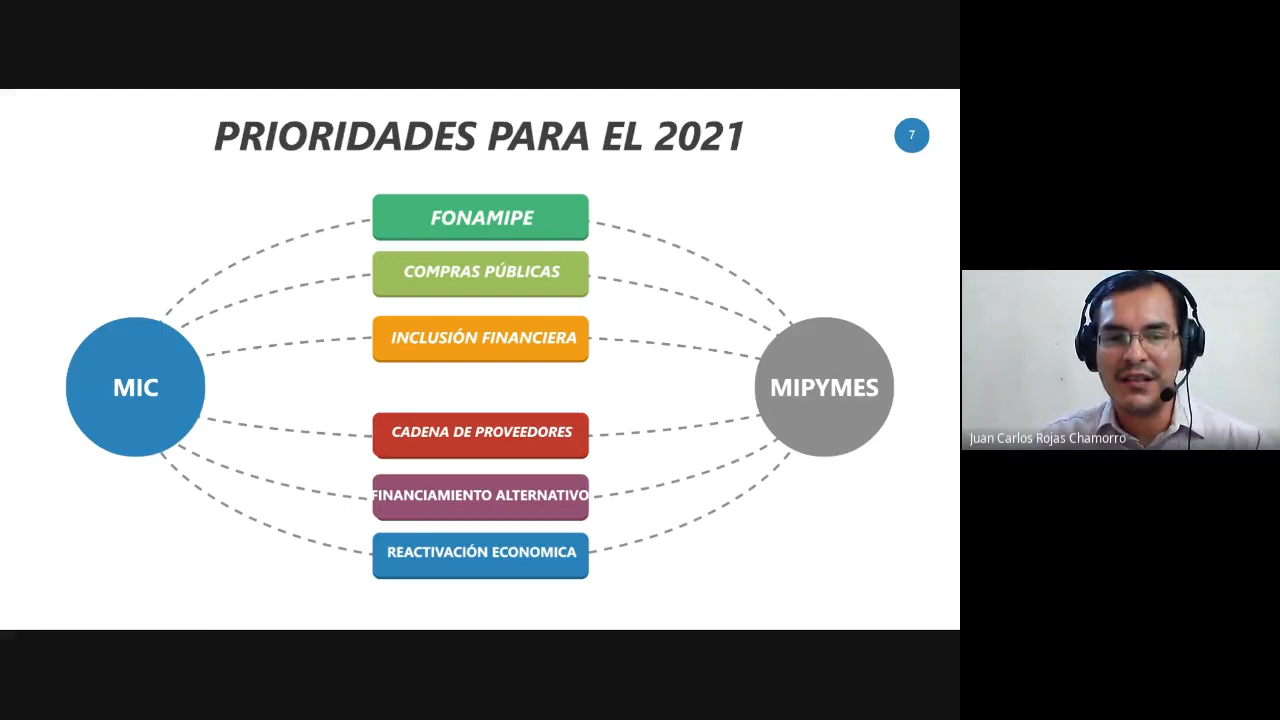 PRIORIDADES PARA EL 2021
7
FONAMIPE
COMPRAS PÚBLICAS
INCLUSIÓN FINANCIERA
MIC
MIPYMES
CADENA DE PROVEEDORES
FINANCIAMIENTO ALTERNATIVO
REACTIVACIÓN ECONOMICA
Juan Carlos Rojas Chamorro